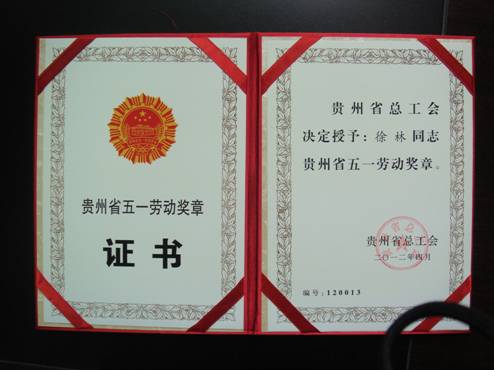 贵州省五一劳动奖章
证书
贵州省总工会
决定授予：徐林同志
贵州省五一劳动奖章。
贵州省总工会
二〇一二年四月
编号：120013